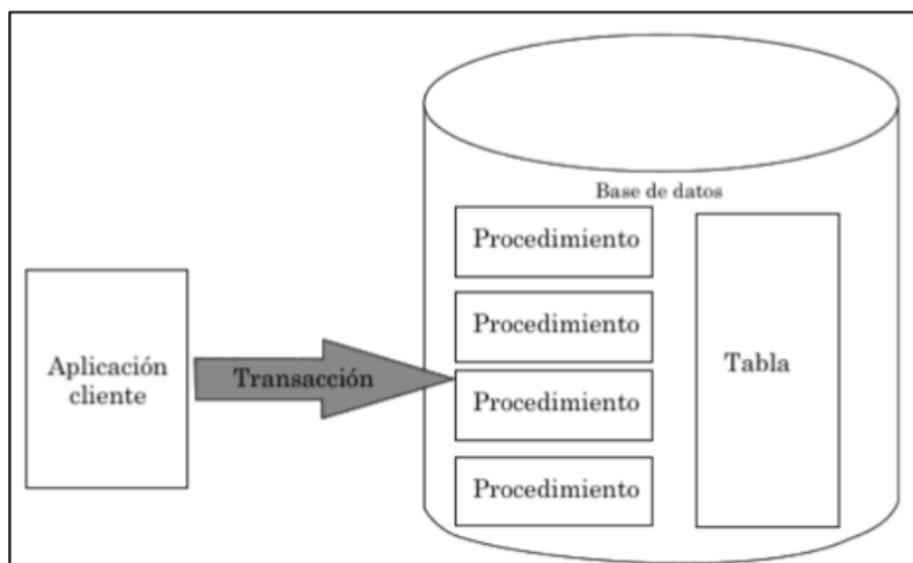 Base de datos
Procedimiento
Procedimiento
Procedimiento
Procedimiento
Tabla
Aplicación
cliente
Transacción